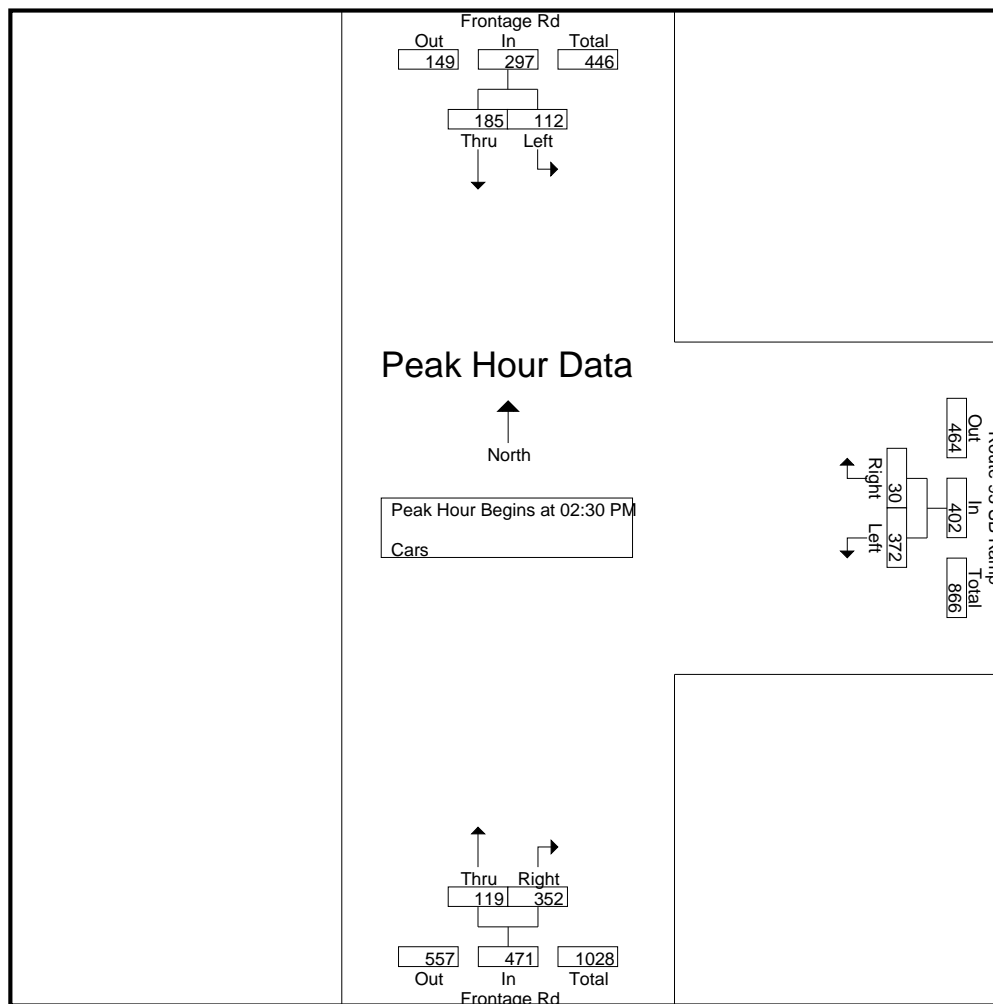 Frontage Rd
Out In Total
149 297 446
185 112
Thru Left
Peak Hour Data
North
Peak Hour Begins at 02:30 PM
Cars
Out In Total
464 402 866
30 372
Right Left
Thru Right
119 352
557 471 1028
Out In Total
Frontage Rd